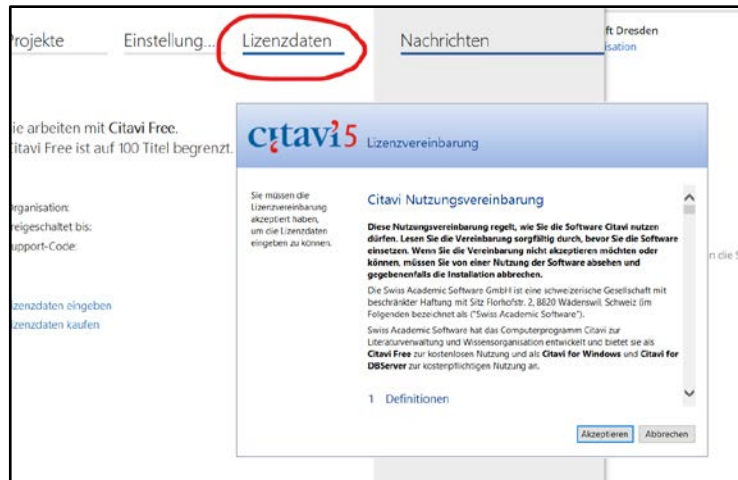 rojekte
Einstellung...
Lizenzdaten
Nachrichten
ft Dresden
isation
ie arbeiten mit Citavi Free.
itavi Free ist auf 100 Titel begrenzt.
rganisation:
reigeschaltet bis:
upport-Code:
izenzdaten eingeben
izenzdaten kaufen
citavi 5 Lizenzvereinbarung
Sie müssen die
Lizenzvereinbarung
akzeptiert haben,
um die Lizenzdaten
eingeben zu können.
Citavi Nutzungsvereinbarung
Diese Nutzungsvereinbarung regelt, wie Sie die Software Citavi nutzen
dürfen. Lesen Sie die Vereinbarung sorgfältig durch, bevor Sie die Software
einsetzen. Wenn Sie die Vereinbarung nicht akzeptieren möchten oder
können, müssen Sie von einer Nutzung der Software absehen und
gegebenenfalls die Installation abbrechen.
Die Swiss Academic Software GmbH ist eine schweizerische Gesellschaft mit
beschränkter Haftung mit Sitz Florhofstr. 2, 8820 Wädenswil, Schweiz (im
Folgenden bezeichnet als ("Swiss Academic Software").
Swiss Academic Software hat das Computerprogramm Citavi zur
Literaturverwaltung und Wissensorganisation entwickelt und bietet sie als
Citavi Free zur kostenlosen Nutzung und als Citavi for Windows und Citavi for
DBServer zur kostenpflichtigen Nutzung an.
1 Definitionen
Akzeptieren
Abbrechen
n die S